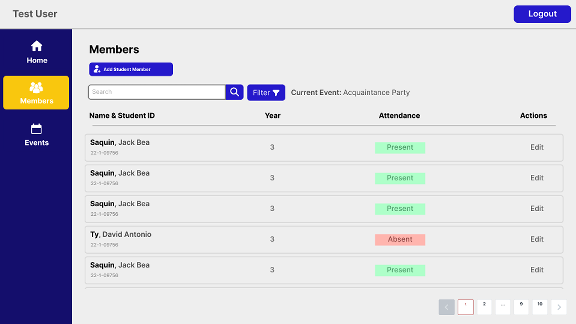 Test User
Logout
Home
Members
Events
Members
Add Student Member
Search
Filter
Current Event: Acquaintance Party
Name & Student ID Year Attendance Actions
Saquin, Jack Bea 3 Present Edit
22-1-09756
Saquin, Jack Bea 3 Present Edit
22-1-09756
Saquin, Jack Bea 3 Present Edit
22-1-09756
Ty, David Antonio 3 Absent Edit
22-1-09756
Saquin, Jack Bea 3 Present Edit
22-1-09756
1 2 ... 9 10